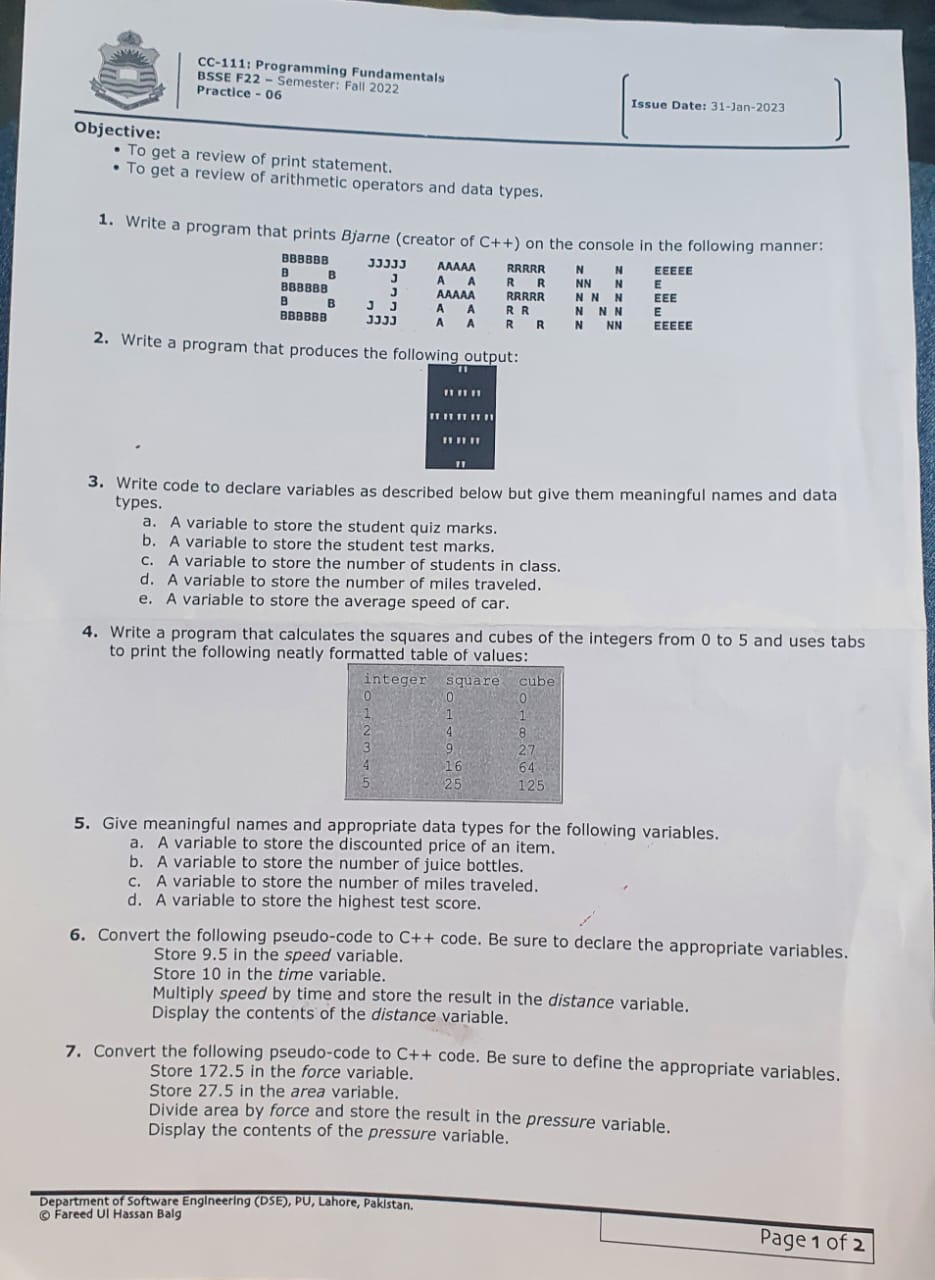 CC-111: Programming Fundamentals
BSSE F22 – Semester: Fall 2022
Practice - 06
Issue Date: 31-Jan-2023
Objective:
• To get a review of print statement.
• To get a review of arithmetic operators and data types.
1. Write a program that prints Bjarne (creator of C++) on the console in the following manner:
BBBBBB JJJJJ AAAAA RRRRR N N EEEEE
B B J A A R R NN N E
BBBBBB J AAAAA RRRRR N N N EEE
B B J J A A R R N N N E
BBBBBB JJJJ A A R R N NN EEEEE
2. Write a program that produces the following output:
"
" " "
" " " " "
" " "
"
3. Write code to declare variables as described below but give them meaningful names and data
types.
a. A variable to store the student quiz marks.
b. A variable to store the student test marks.
c. A variable to store the number of students in class.
d. A variable to store the number of miles traveled.
e. A variable to store the average speed of car.
4. Write a program that calculates the squares and cubes of the integers from 0 to 5 and uses tabs
to print the following neatly formatted table of values:
integer square cube
0 0 0
1 1 1
2 4 8
3 9 27
4 16 64
5 25 125
5. Give meaningful names and appropriate data types for the following variables.
a. A variable to store the discounted price of an item.
b. A variable to store the number of juice bottles.
c. A variable to store the number of miles traveled.
d. A variable to store the highest test score.
6. Convert the following pseudo-code to C++ code. Be sure to declare the appropriate variables.
Store 9.5 in the speed variable.
Store 10 in the time variable.
Multiply speed by time and store the result in the distance variable.
Display the contents of the distance variable.
7. Convert the following pseudo-code to C++ code. Be sure to define the appropriate variables.
Store 172.5 in the force variable.
Store 27.5 in the area variable.
Divide area by force and store the result in the pressure variable.
Display the contents of the pressure variable.
Department of Software Engineering (DSE), PU, Lahore, Pakistan.
© Fareed Ul Hassan Baig
Page 1 of 2